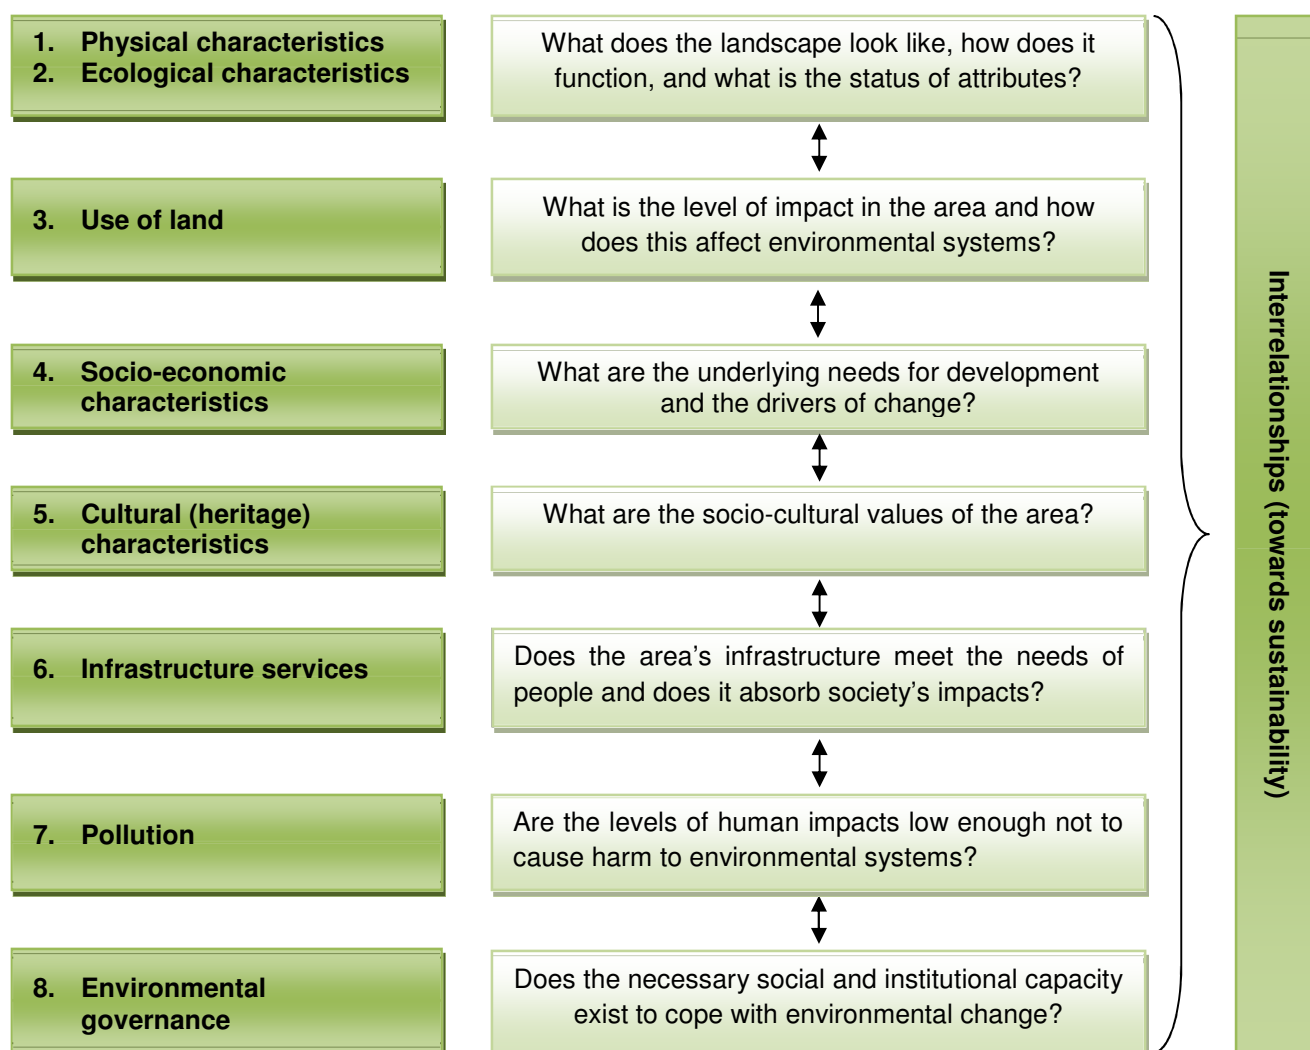 1. Physical characteristics
2. Ecological characteristics
What does the landscape look like, how does it
function, and what is the status of attributes?
3. Use of land
What is the level of impact in the area and how
does this affect environmental systems?
4. Socio-economic
characteristics
What are the underlying needs for development
and the drivers of change?
5. Cultural (heritage)
characteristics
What are the socio-cultural values of the area?
6. Infrastructure services
Does the area’s infrastructure meet the needs of
people and does it absorb society’s impacts?
7. Pollution
Are the levels of human impacts low enough not to
cause harm to environmental systems?
8. Environmental
governance
Does the necessary social and institutional capacity
exist to cope with environmental change?
Interrelationships (towards sustainability)